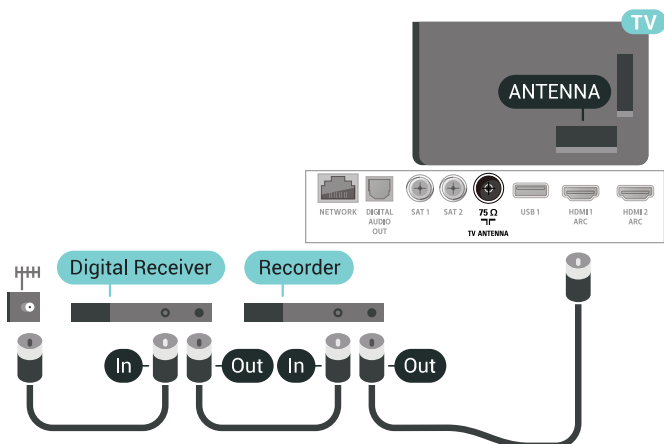 TV
ANTENNA
NETWORK
DIGITAL
AUDIO
OUT
SAT 1
SAT 2
75 Ω
TV ANTENNA
USB 1
HDMI 1
ARC
HDMI 2
ARC
Digital Receiver
Recorder
In
Out
In
Out